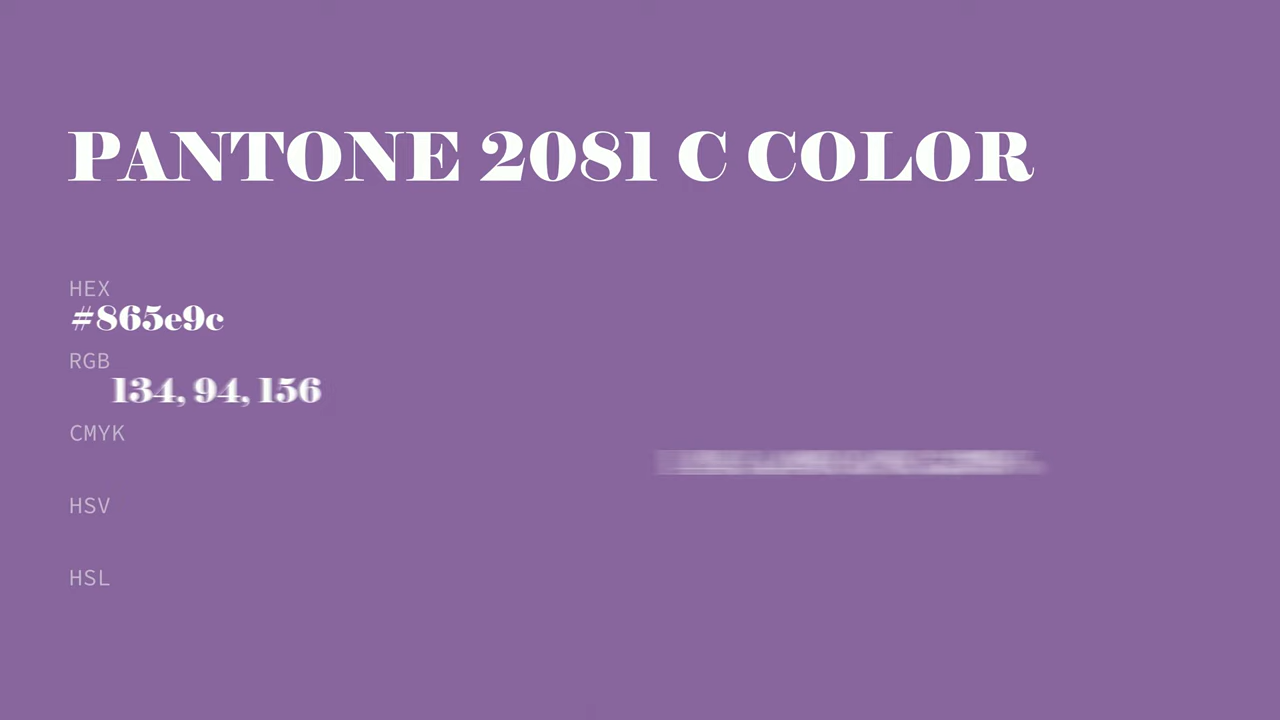 PANTONE 2081 C COLOR
HEX
#865e9c
RGB
134, 94, 156
CMYK
HSV
HSL